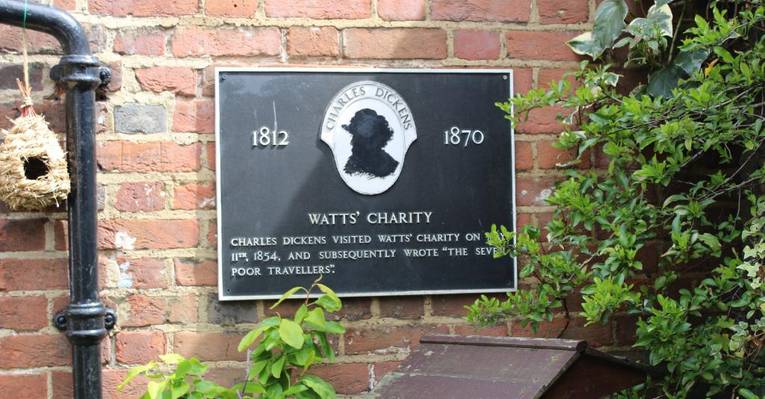 CHARLES DICKENS
1812 1870
WATTS' CHARITY
CHARLES DICKENS VISITED WATTS' CHARITY ON
11TH, 1854, AND SUBSEQUENTLY WROTE "THE SEVEN
POOR TRAVELLERS".